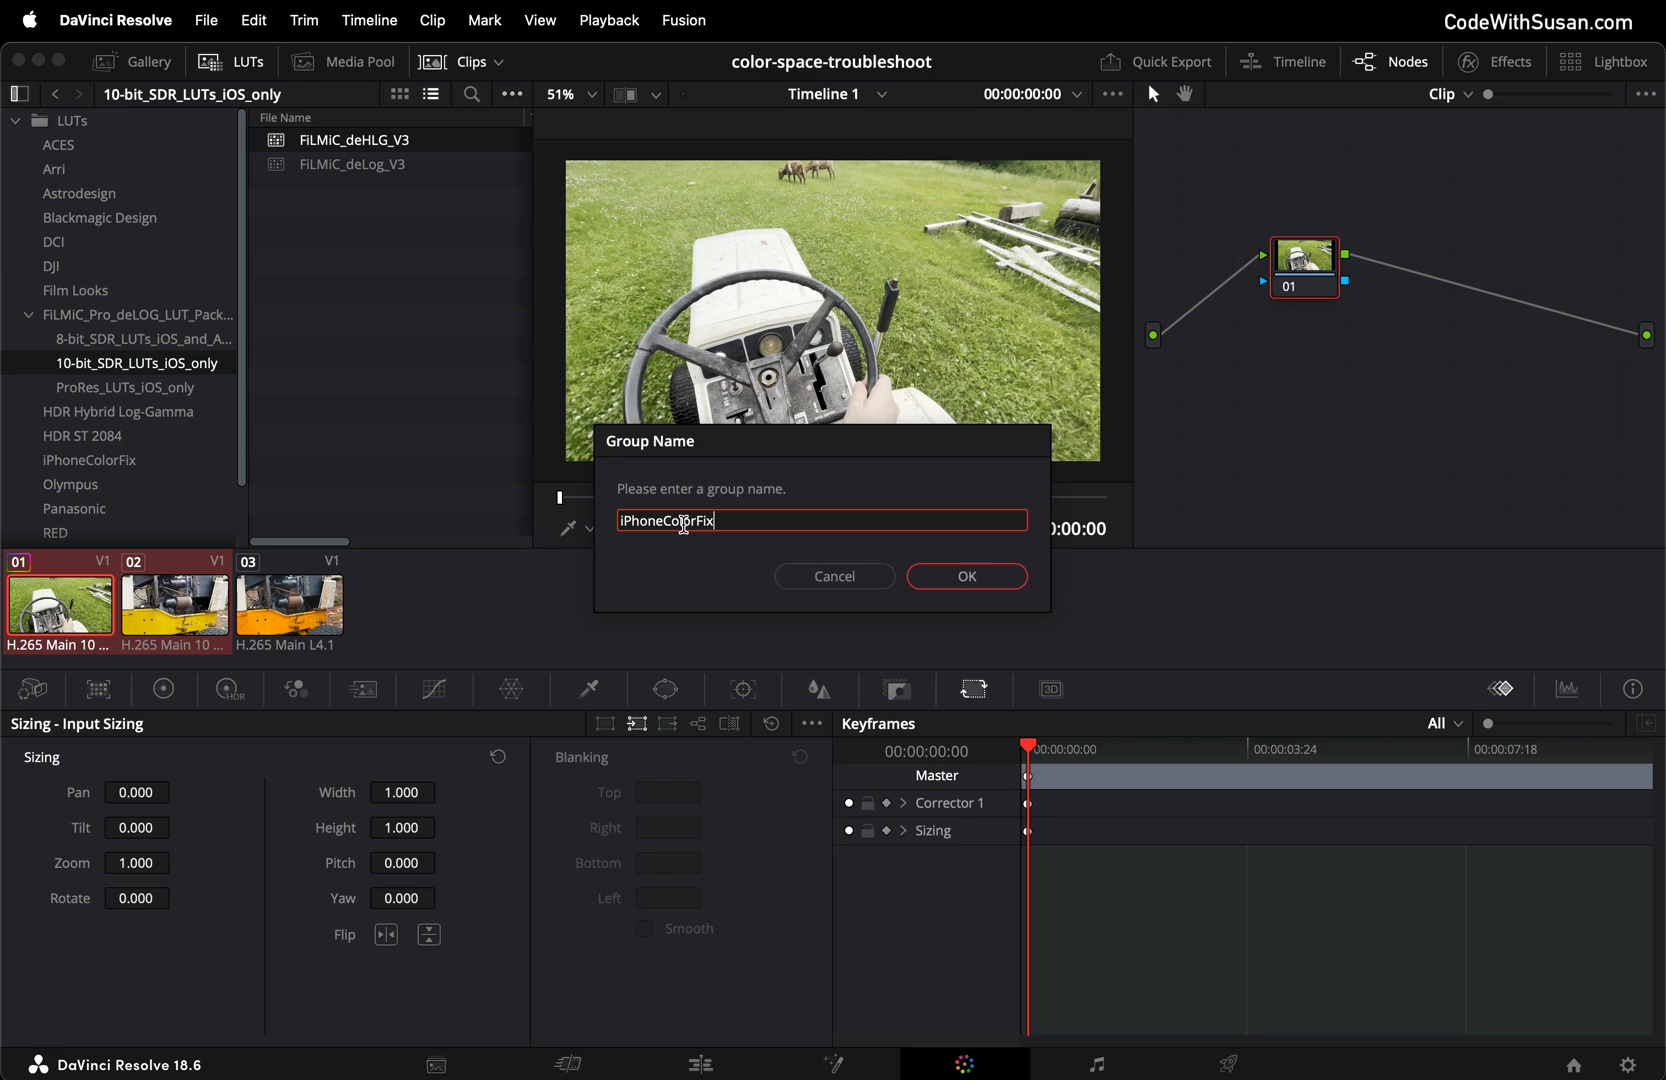 DaVinci Resolve File Edit Trim Timeline Clip Mark View Playback Fusion
CodeWithSusan.com
Gallery LUTs Media Pool Clips color-space-troubleshoot Quick Export Timeline Nodes Effects Lightbox
10-bit_SDR_LUTs_iOS_only 51% Timeline 1 00:00:00:00 Clip
LUTs
ACES
Arri
Astrodesign
Blackmagic Design
DCI
DJI
Film Looks
FiLMiC_Pro_deLOG_LUT_Pack...
8-bit_SDR_LUTs_iOS_and_A...
10-bit_SDR_LUTs_iOS_only
ProRes_LUTs_iOS_only
HDR Hybrid Log-Gamma
HDR ST 2084
iPhoneColorFix
Olympus
Panasonic
RED
File Name
FiLMiC_deHLG_V3
FiLMiC_deLog_V3
01
Group Name
Please enter a group name.
iPhoneColorFix
Cancel OK
0:00:00
01 V1 02 V1 03 V1
H.265 Main 10 ... H.265 Main 10 ... H.265 Main L4.1
HDR
3D
Sizing - Input Sizing
Sizing
Pan 0.000
Tilt 0.000
Zoom 1.000
Rotate 0.000
Width 1.000
Height 1.000
Pitch 0.000
Yaw 0.000
Flip
Blanking
Top
Right
Bottom
Left
Smooth
Keyframes All
00:00:00:00 00:00:00:00 00:00:03:24 00:00:07:18
Master
Corrector 1
Sizing
DaVinci Resolve 18.6